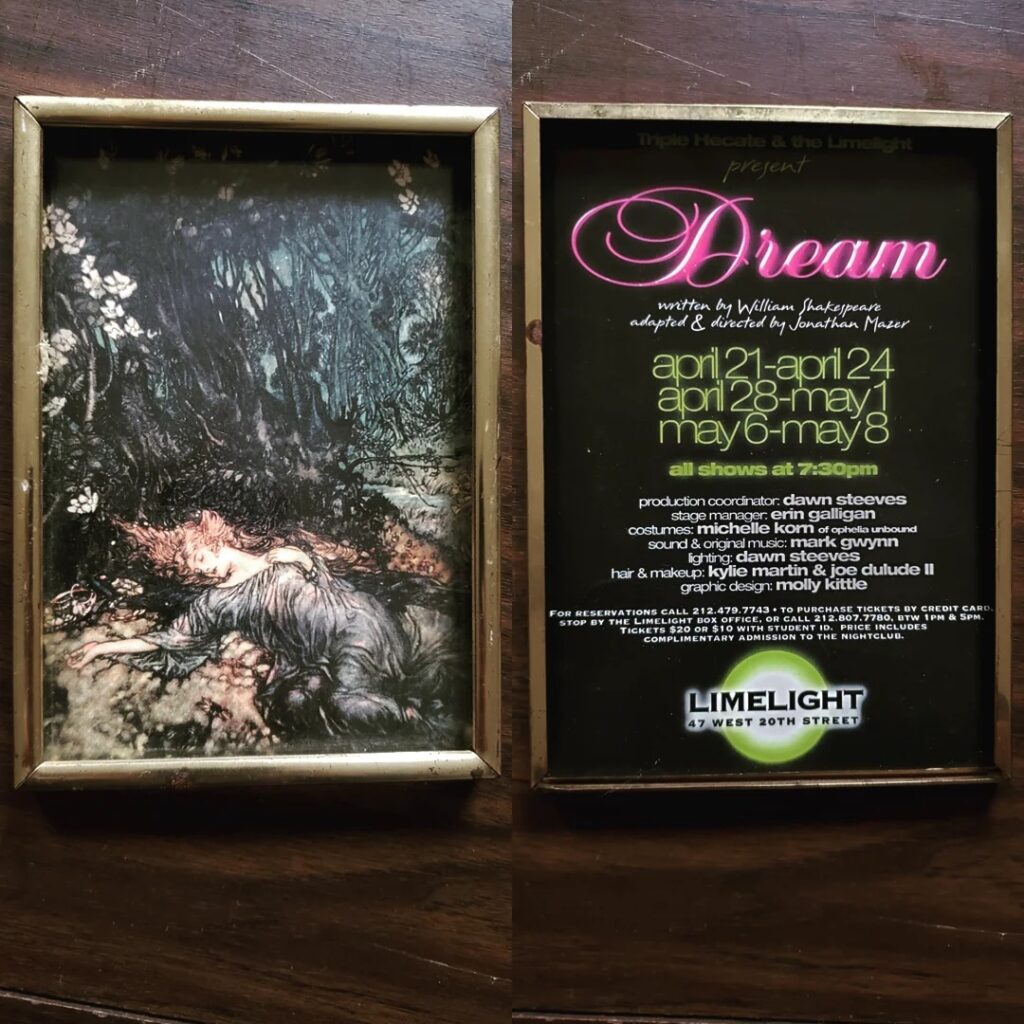 Triple Hecate & the Limelight
present
Dream
written by William Shakespeare
adapted & directed by Jonathan Mazer
april 21-april 24
april 28-may 1
may 6-may 8
all shows at 7:30pm
production coordinator: dawn steeves
stage manager: erin galligan
costumes: michelle korn of ophelia unbound
sound & original music: mark gwynn
lighting: dawn steeves
hair & makeup: kylie martin & joe dulude II
graphic design: molly kittle
FOR RESERVATIONS CALL 212.479.7743 • TO PURCHASE TICKETS BY CREDIT CARD,
STOP BY THE LIMELIGHT BOX OFFICE, OR CALL 212.807.7780, BTW 1PM & 5PM.
TICKETS $20 OR $10 WITH STUDENT ID. PRICE INCLUDES
COMPLIMENTARY ADMISSION TO THE NIGHTCLUB.
LIMELIGHT
47 WEST 20TH STREET